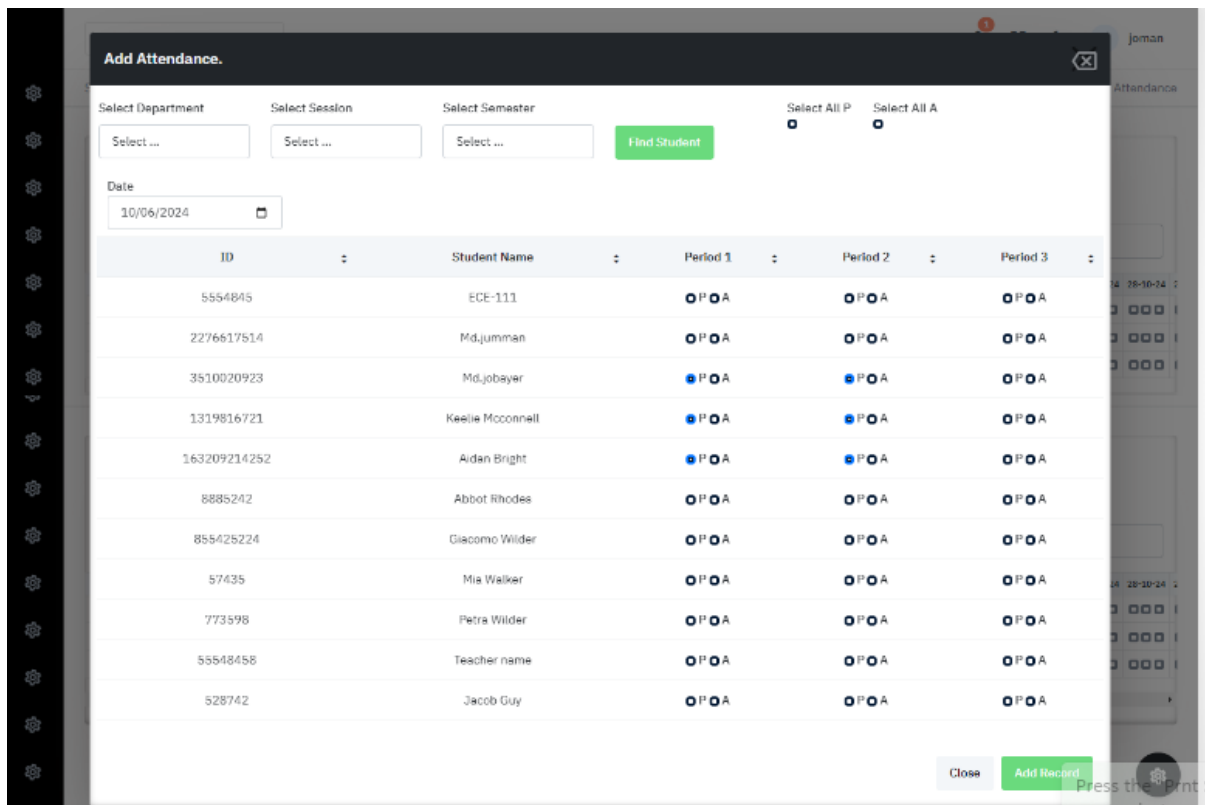 1
joman
Add Attendance.
Attendance
Select Department Select Session Select Semester Select All P Select All A
Select ... Select ... Select ... Find Student
Date
10/06/2024
ID Student Name Period 1 Period 2 Period 3
28-10-24
5554845 ECE-111 P A P A P A
2276617514 Md.jumman P A P A P A
3510020923 Md.jobayer P A P A P A
1319816721 Keelie Mcconnell P A P A P A
163209214252 Aidan Bright P A P A P A
8885242 Abbot Rhodes P A P A P A
855425224 Giacomo Wilder P A P A P A
57435 Mia Walker P A P A P A
28-10-24
773598 Petra Wilder P A P A P A
55548458 Teacher name P A P A P A
528742 Jacob Guy P A P A P A
Close Add Record
Press the "Prnt